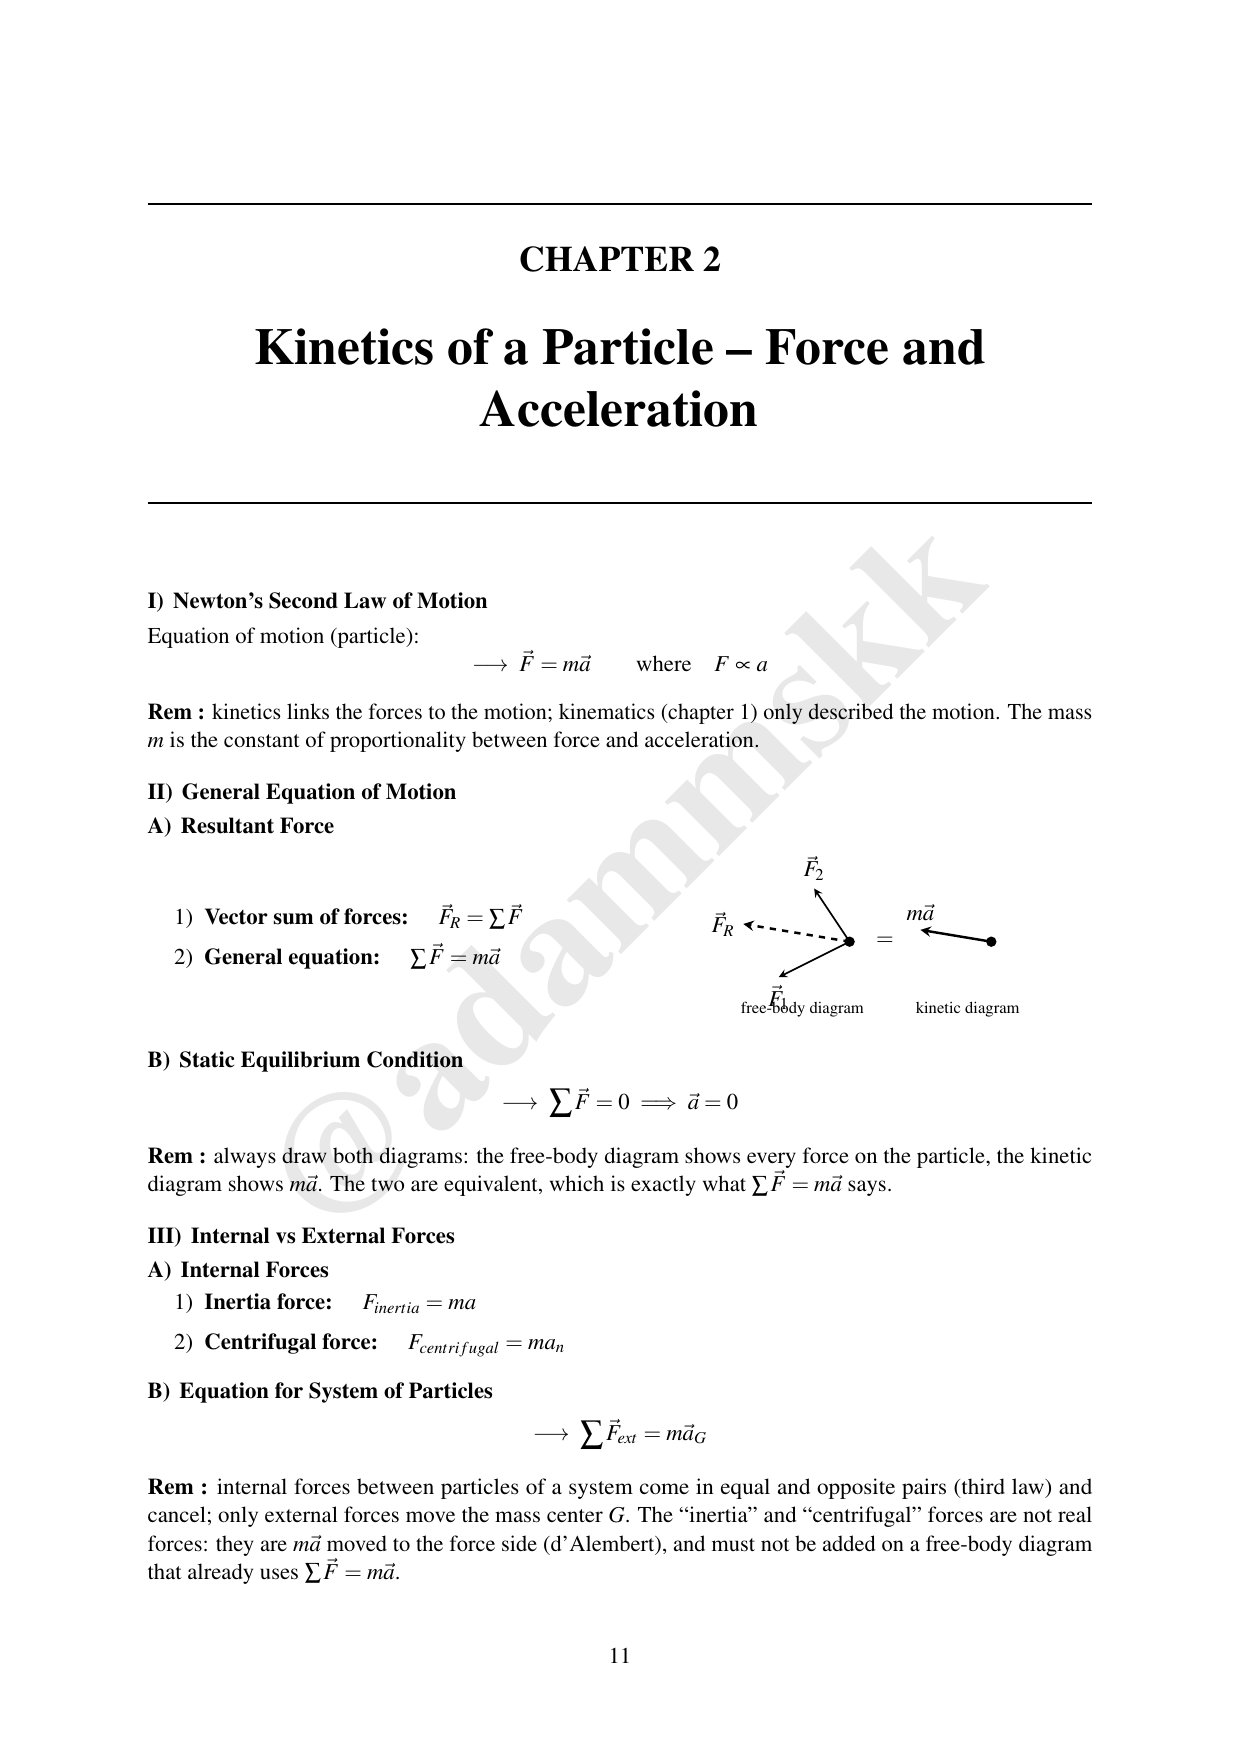 CHAPTER 2
Kinetics of a Particle – Force and
Acceleration
I) Newton's Second Law of Motion
Equation of motion (particle):
⟶ F⃗ = ma⃗ where F ∝ a
Rem : kinetics links the forces to the motion; kinematics (chapter 1) only described the motion. The mass
m is the constant of proportionality between force and acceleration.
II) General Equation of Motion
A) Resultant Force
1) Vector sum of forces: F⃗_R = ∑F⃗
2) General equation: ∑F⃗ = ma⃗
F⃗_2
F⃗_R
ma⃗
=
F⃗_1
free-body diagram
kinetic diagram
B) Static Equilibrium Condition
⟶ ∑F⃗ = 0 ⟹ a⃗ = 0
Rem : always draw both diagrams: the free-body diagram shows every force on the particle, the kinetic
diagram shows ma⃗. The two are equivalent, which is exactly what ∑F⃗ = ma⃗ says.
III) Internal vs External Forces
A) Internal Forces
1) Inertia force: F_inertia = ma
2) Centrifugal force: F_centrifugal = ma_n
B) Equation for System of Particles
⟶ ∑F⃗_ext = ma⃗_G
Rem : internal forces between particles of a system come in equal and opposite pairs (third law) and
cancel; only external forces move the mass center G. The “inertia” and “centrifugal” forces are not real
forces: they are ma⃗ moved to the force side (d'Alembert), and must not be added on a free-body diagram
that already uses ∑F⃗ = ma⃗.
11
@adammskk